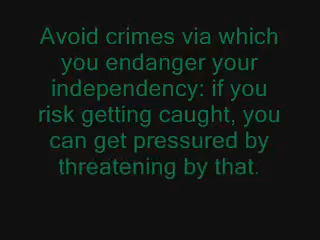 Avoid crimes via which
you endanger your
independency: if you
risk getting caught, you
can get pressured by
threatening by that.